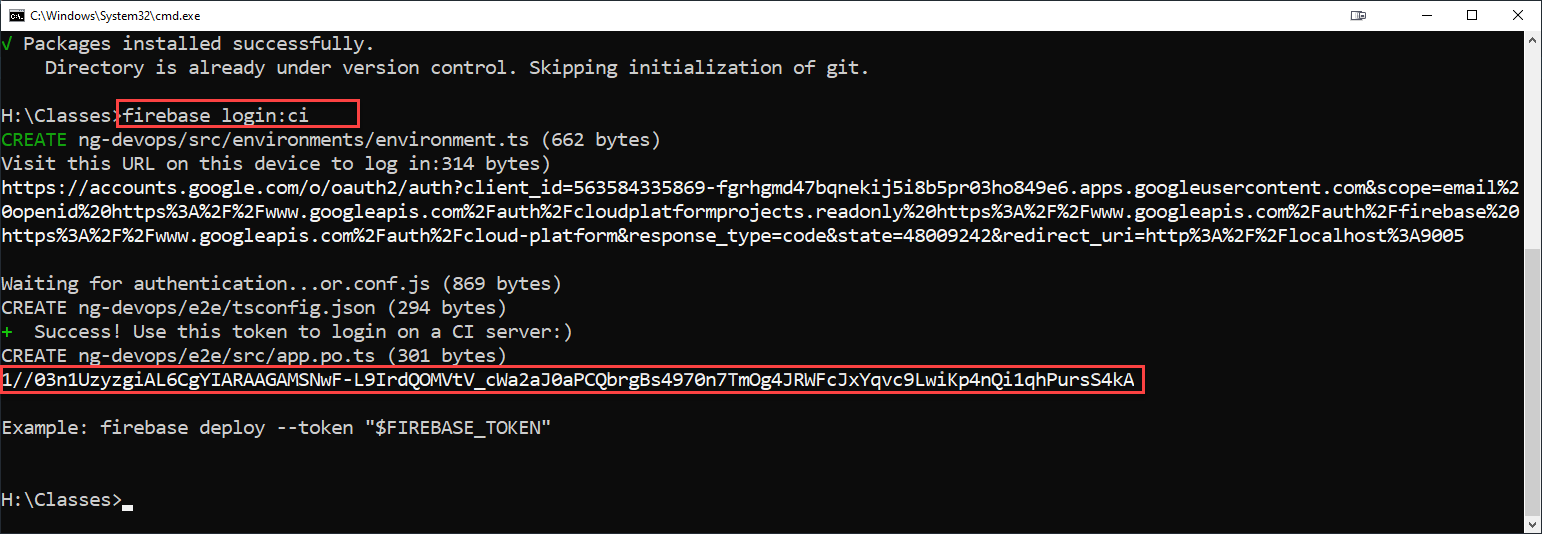 C:\Windows\System32\cmd.exe
√ Packages installed successfully.
Directory is already under version control. Skipping initialization of git.
H:\Classes>firebase login:ci
CREATE ng-devops/src/environments/environment.ts (662 bytes)
Visit this URL on this device to log in:314 bytes)
https://accounts.google.com/o/oauth2/auth?client_id=563584335869-fgrhgmd47bqnekij5i8b5pr03ho849e6.apps.googleusercontent.com&scope=email%2
0openid%20https%3A%2F%2Fwww.googleapis.com%2Fauth%2Fcloudplatformprojects.readonly%20https%3A%2F%2Fwww.googleapis.com%2Fauth%2Ffirebase%20
https%3A%2F%2Fwww.googleapis.com%2Fauth%2Fcloud-platform&response_type=code&state=48009242&redirect_uri=http%3A%2F%2Flocalhost%3A9005
Waiting for authentication...or.conf.js (869 bytes)
CREATE ng-devops/e2e/tsconfig.json (294 bytes)
+ Success! Use this token to login on a CI server:)
CREATE ng-devops/e2e/src/app.po.ts (301 bytes)
1//03n1UzyzgiAL6CgYIARAAGAMSNwF-L9IrdQOMVtV_cWa2aJ0aPCQbrgBs4970n7TmOg4JRWFcJxYqvc9LwiKp4nQi1qhPursS4kA
Example: firebase deploy --token "$FIREBASE_TOKEN"
H:\Classes>